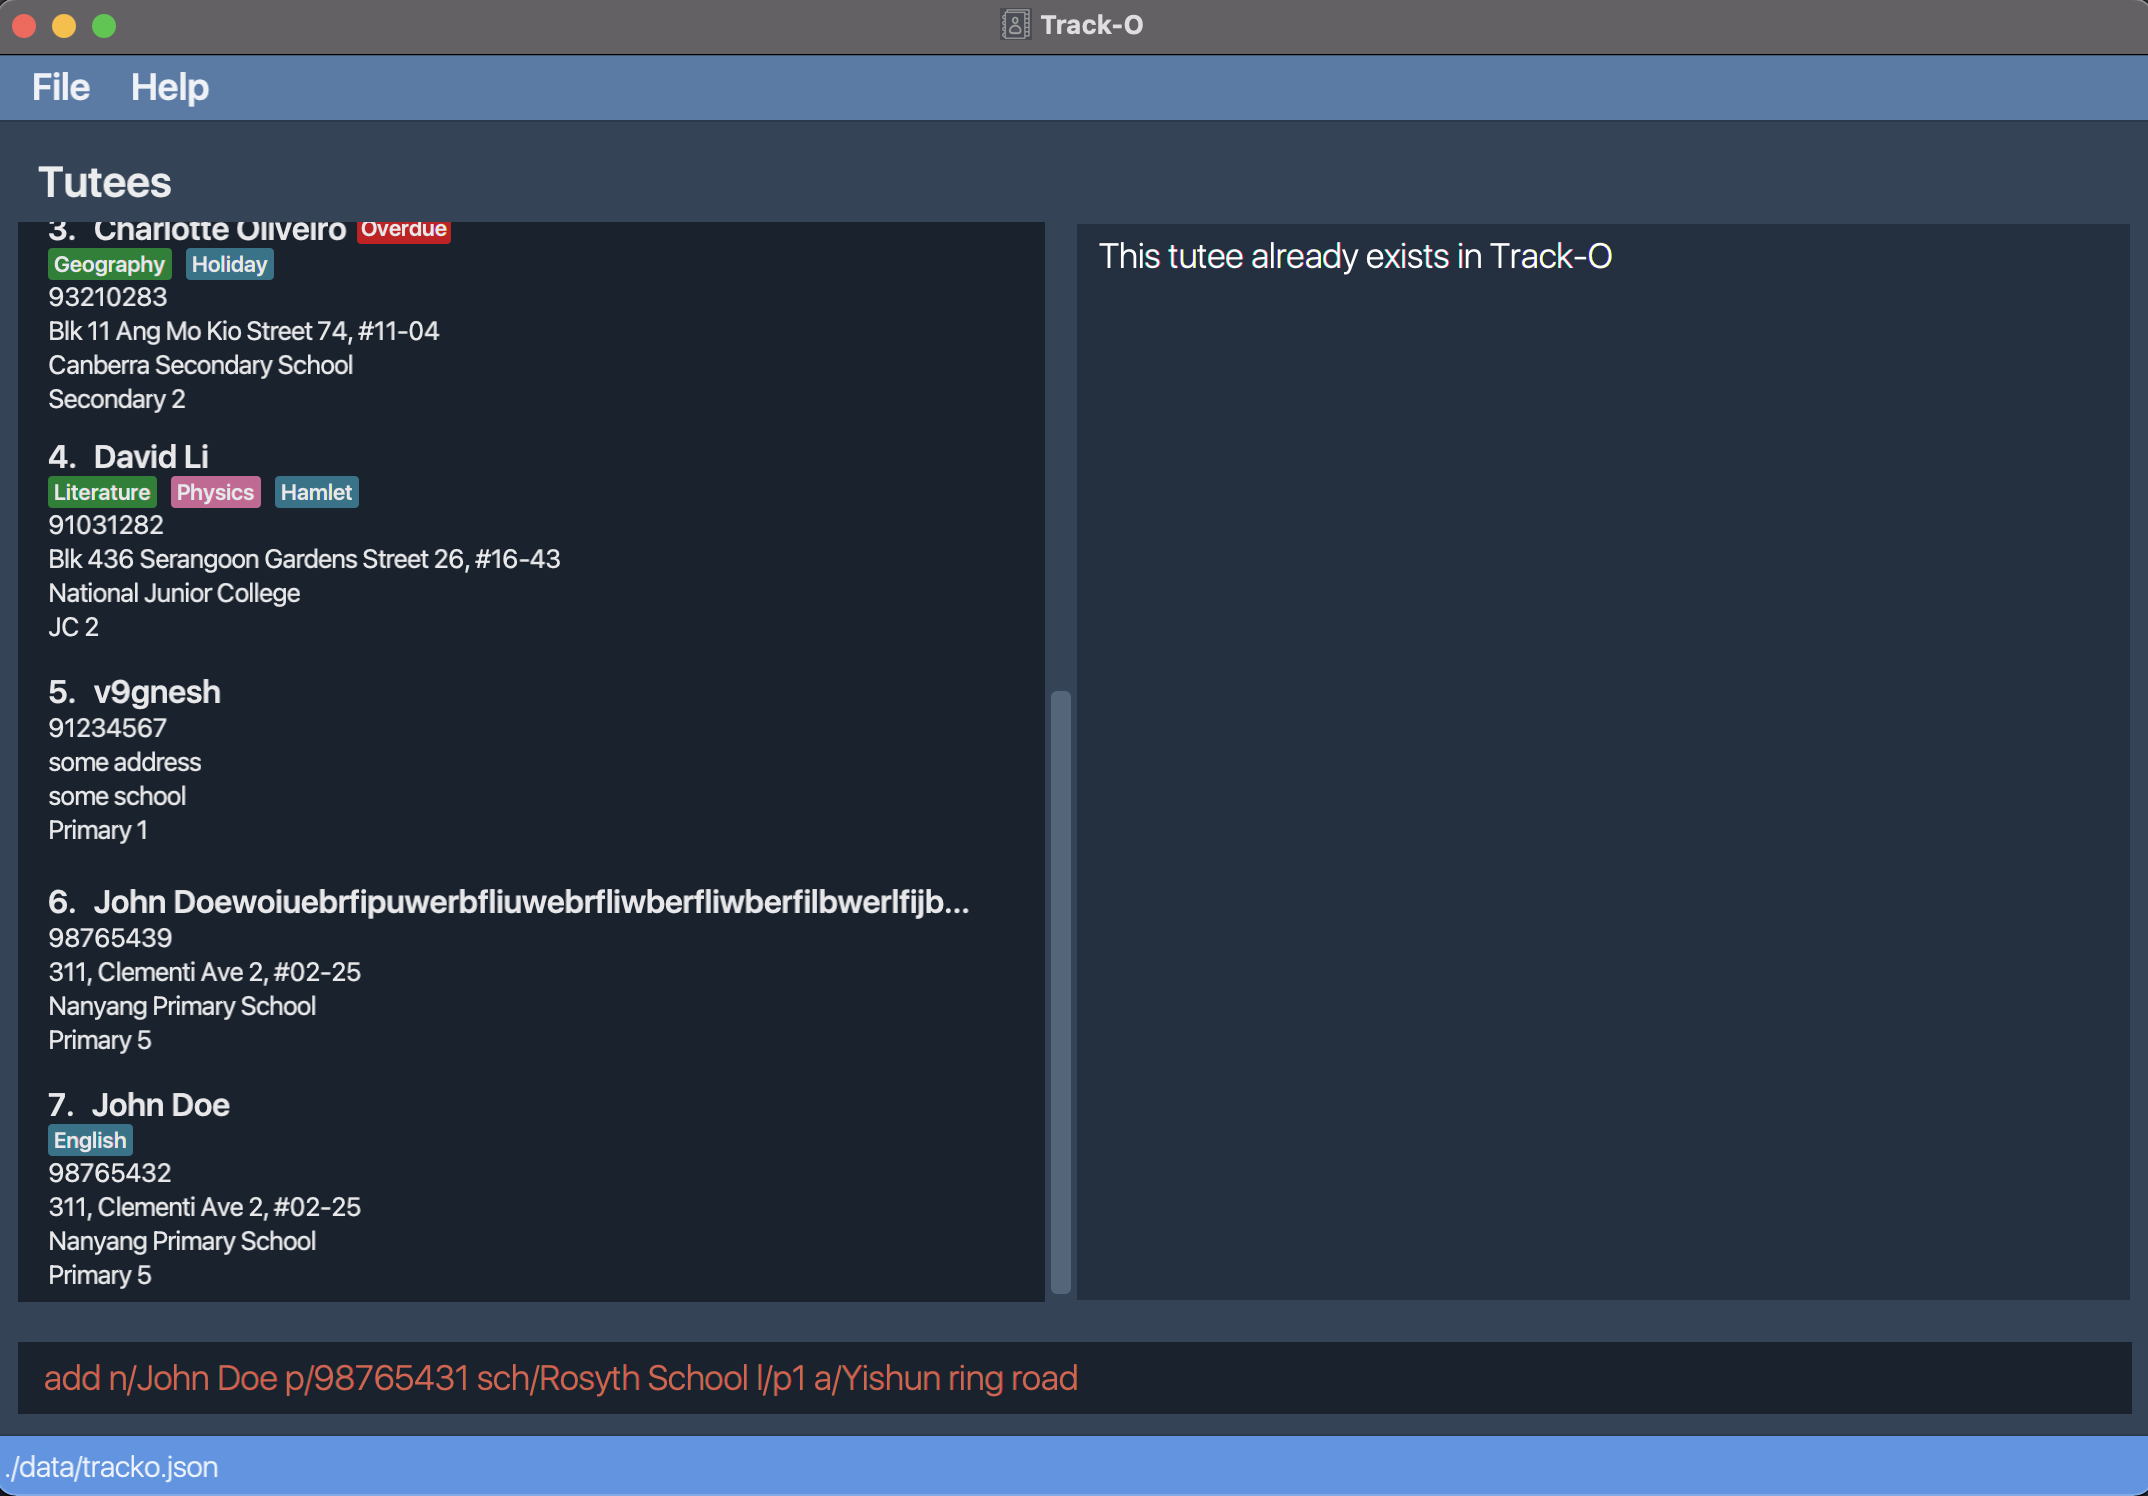 Track-O
File Help
Tutees
3. Charlotte Oliveiro Overdue
Geography Holiday
93210283
Blk 11 Ang Mo Kio Street 74, #11-04
Canberra Secondary School
Secondary 2
4. David Li
Literature Physics Hamlet
91031282
Blk 436 Serangoon Gardens Street 26, #16-43
National Junior College
JC 2
5. v9gnesh
91234567
some address
some school
Primary 1
6. John Doewoiuebrfipuwerbfliuwebrfliwberfliwberfilbwerlfijb...
98765439
311, Clementi Ave 2, #02-25
Nanyang Primary School
Primary 5
7. John Doe
English
98765432
311, Clementi Ave 2, #02-25
Nanyang Primary School
Primary 5
This tutee already exists in Track-O
add n/John Doe p/98765431 sch/Rosyth School l/p1 a/Yishun ring road
./data/tracko.json